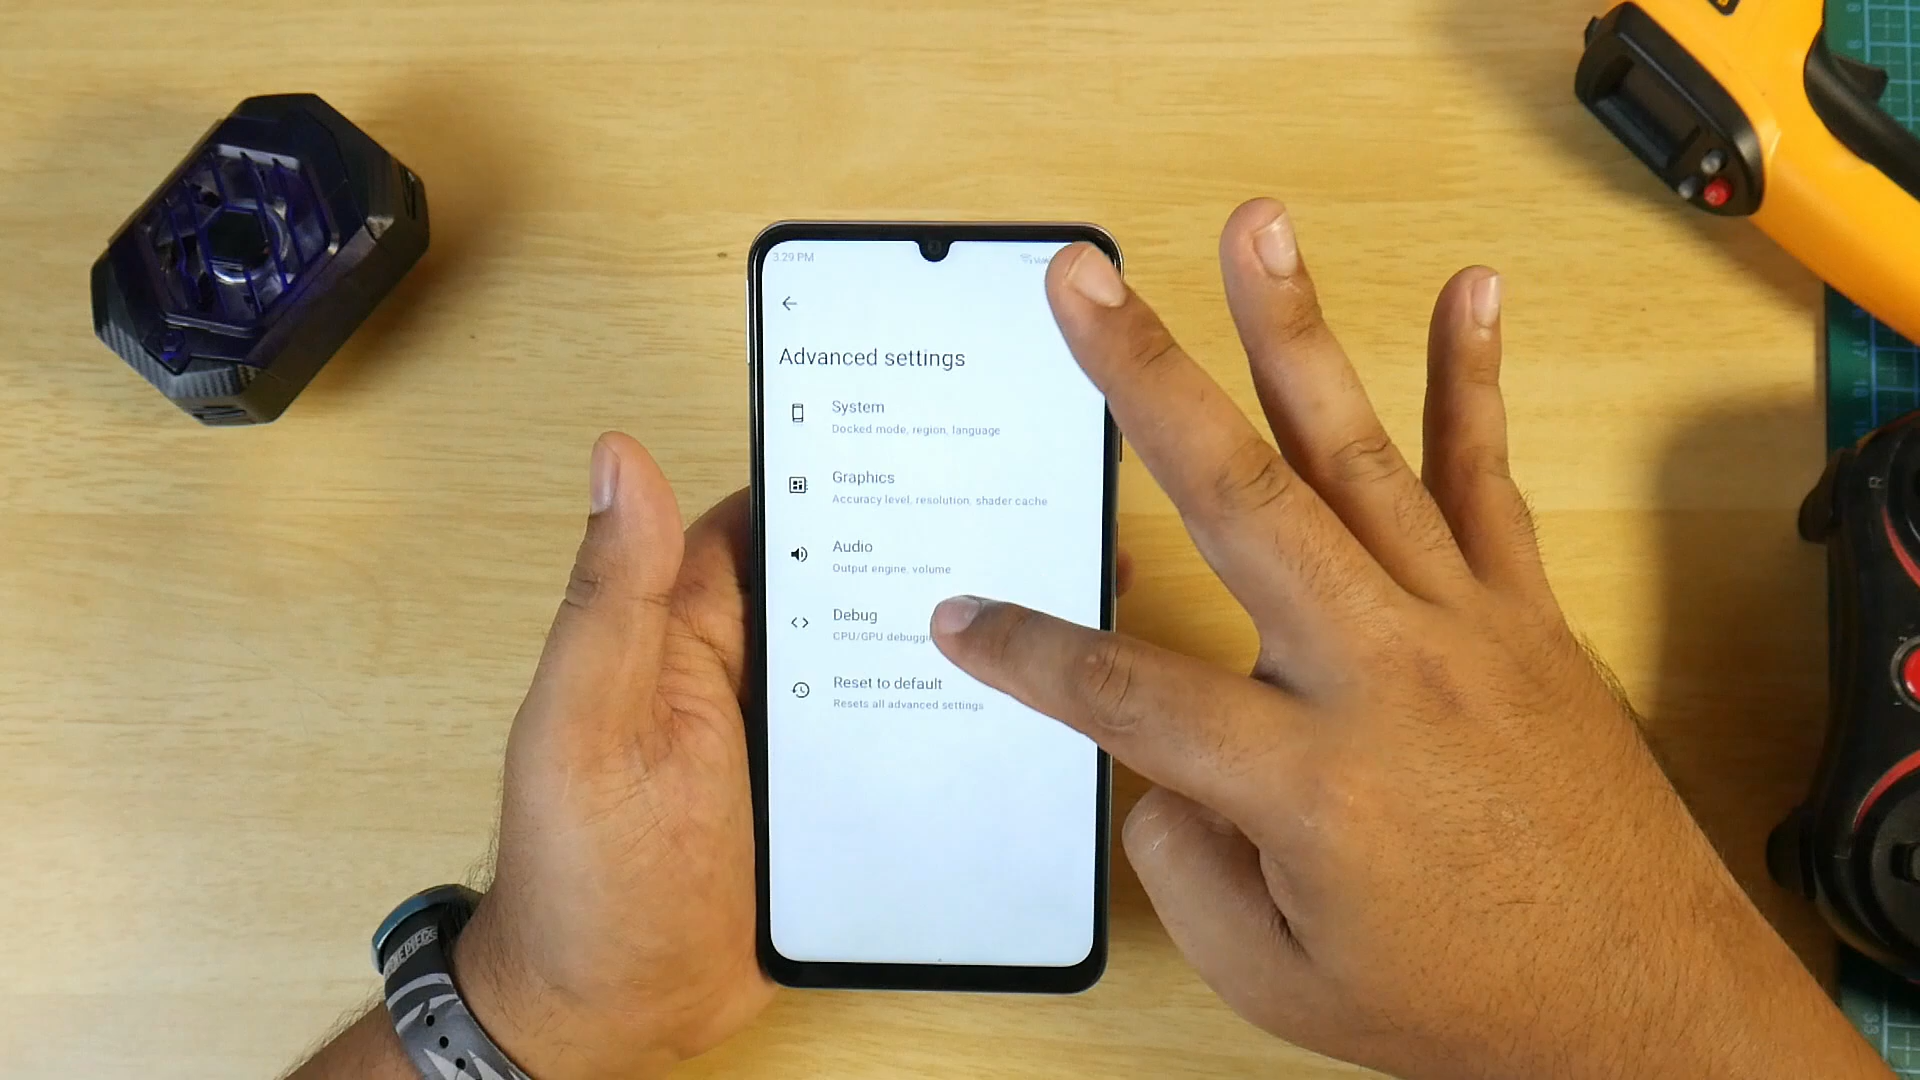 3:29 PM
Advanced settings
System
Docked mode, region, language
Graphics
Accuracy level, resolution, shader cache
Audio
Output engine, volume
Debug
CPU/GPU
Reset to default
Resets all advanced settings